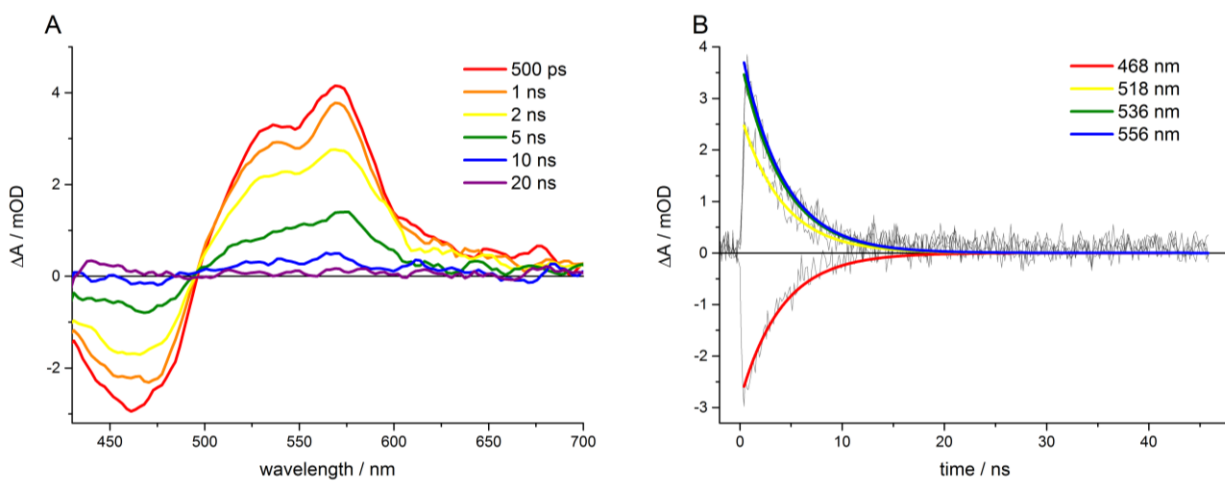 A
ΔA / mOD
4
2
0
-2
450
500
550
600
650
700
wavelength / nm
500 ps
1 ns
2 ns
5 ns
10 ns
20 ns
B
ΔA / mOD
4
3
2
1
0
-1
-2
-3
0
10
20
30
40
time / ns
468 nm
518 nm
536 nm
556 nm